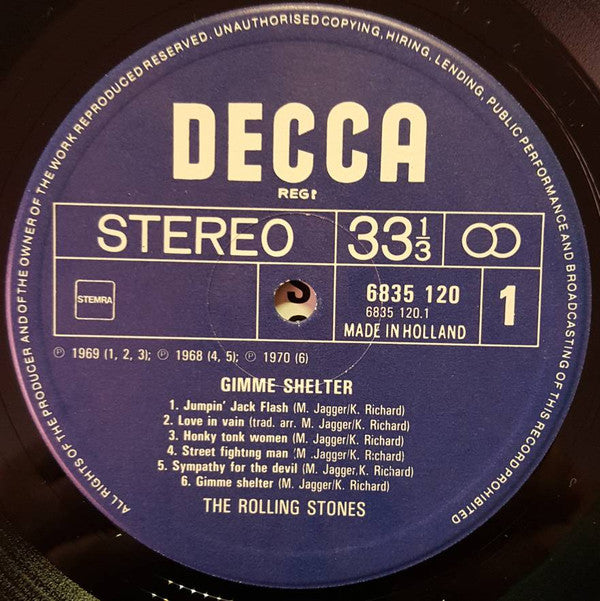 ALL RIGHTS OF THE PRODUCER AND OF THE OWNER OF THE WORK REPRODUCED RESERVED. UNAUTHORISED COPYING, HIRING, LENDING, PUBLIC PERFORMANCE AND BROADCASTING OF THIS RECORD PROHIBITED
DECCA
REGT
STEREO
33 1/3
STEMRA
6835 120
6835 120.1
MADE IN HOLLAND
1
℗ 1969 (1, 2, 3); ℗ 1968 (4, 5); ℗ 1970 (6)
GIMME SHELTER
1. Jumpin' Jack Flash (M. Jagger/K. Richard)
2. Love in vain (trad. arr. M. Jagger/K. Richard)
3. Honky tonk women (M. Jagger/K. Richard)
4. Street fighting man 'M .Jagger/K. R:chard)
5. Sympathy for the devil (M. Jagger,K. Richard)
6. Gimme shelter (M. Jagger/K. Richard)
THE ROLLING STONES